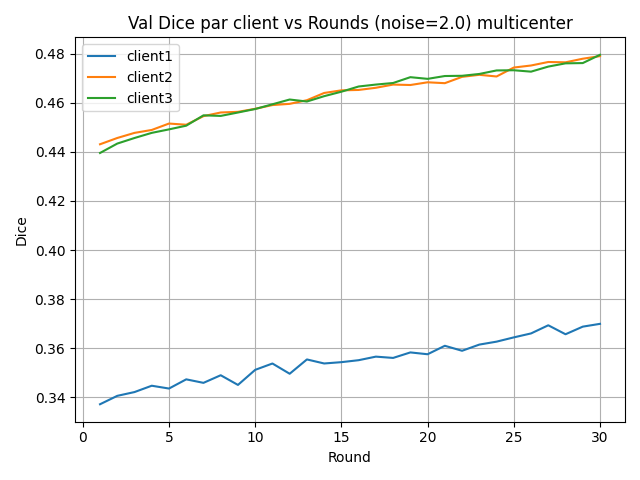 Val Dice par client vs Rounds (noise=2.0) multicenter
client1
client2
client3
0.48
0.46
0.44
0.42
0.40
0.38
0.36
0.34
Dice
0 5 10 15 20 25 30
Round